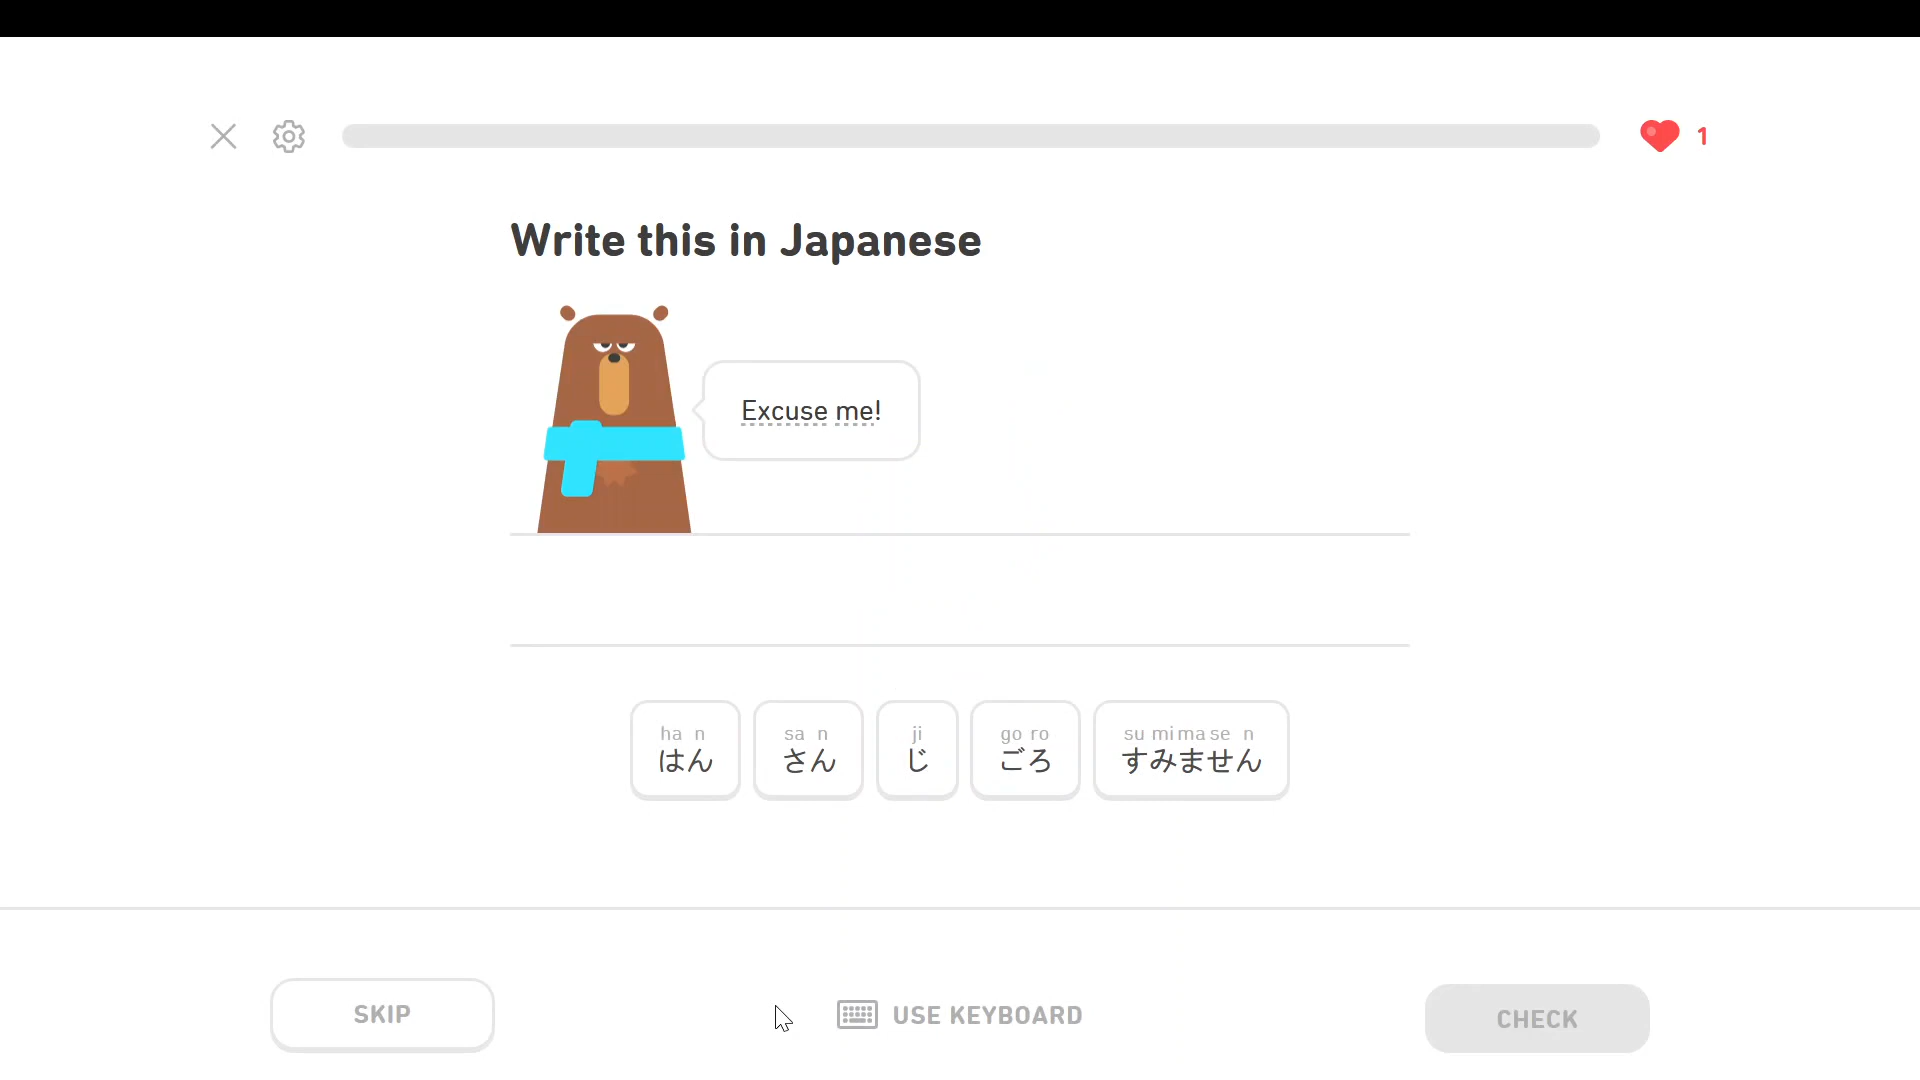 1
Write this in Japanese
Excuse me!
ha n sa n ji go ro su mi ma se n
はん さん じ ごろ すみません
SKIP USE KEYBOARD CHECK